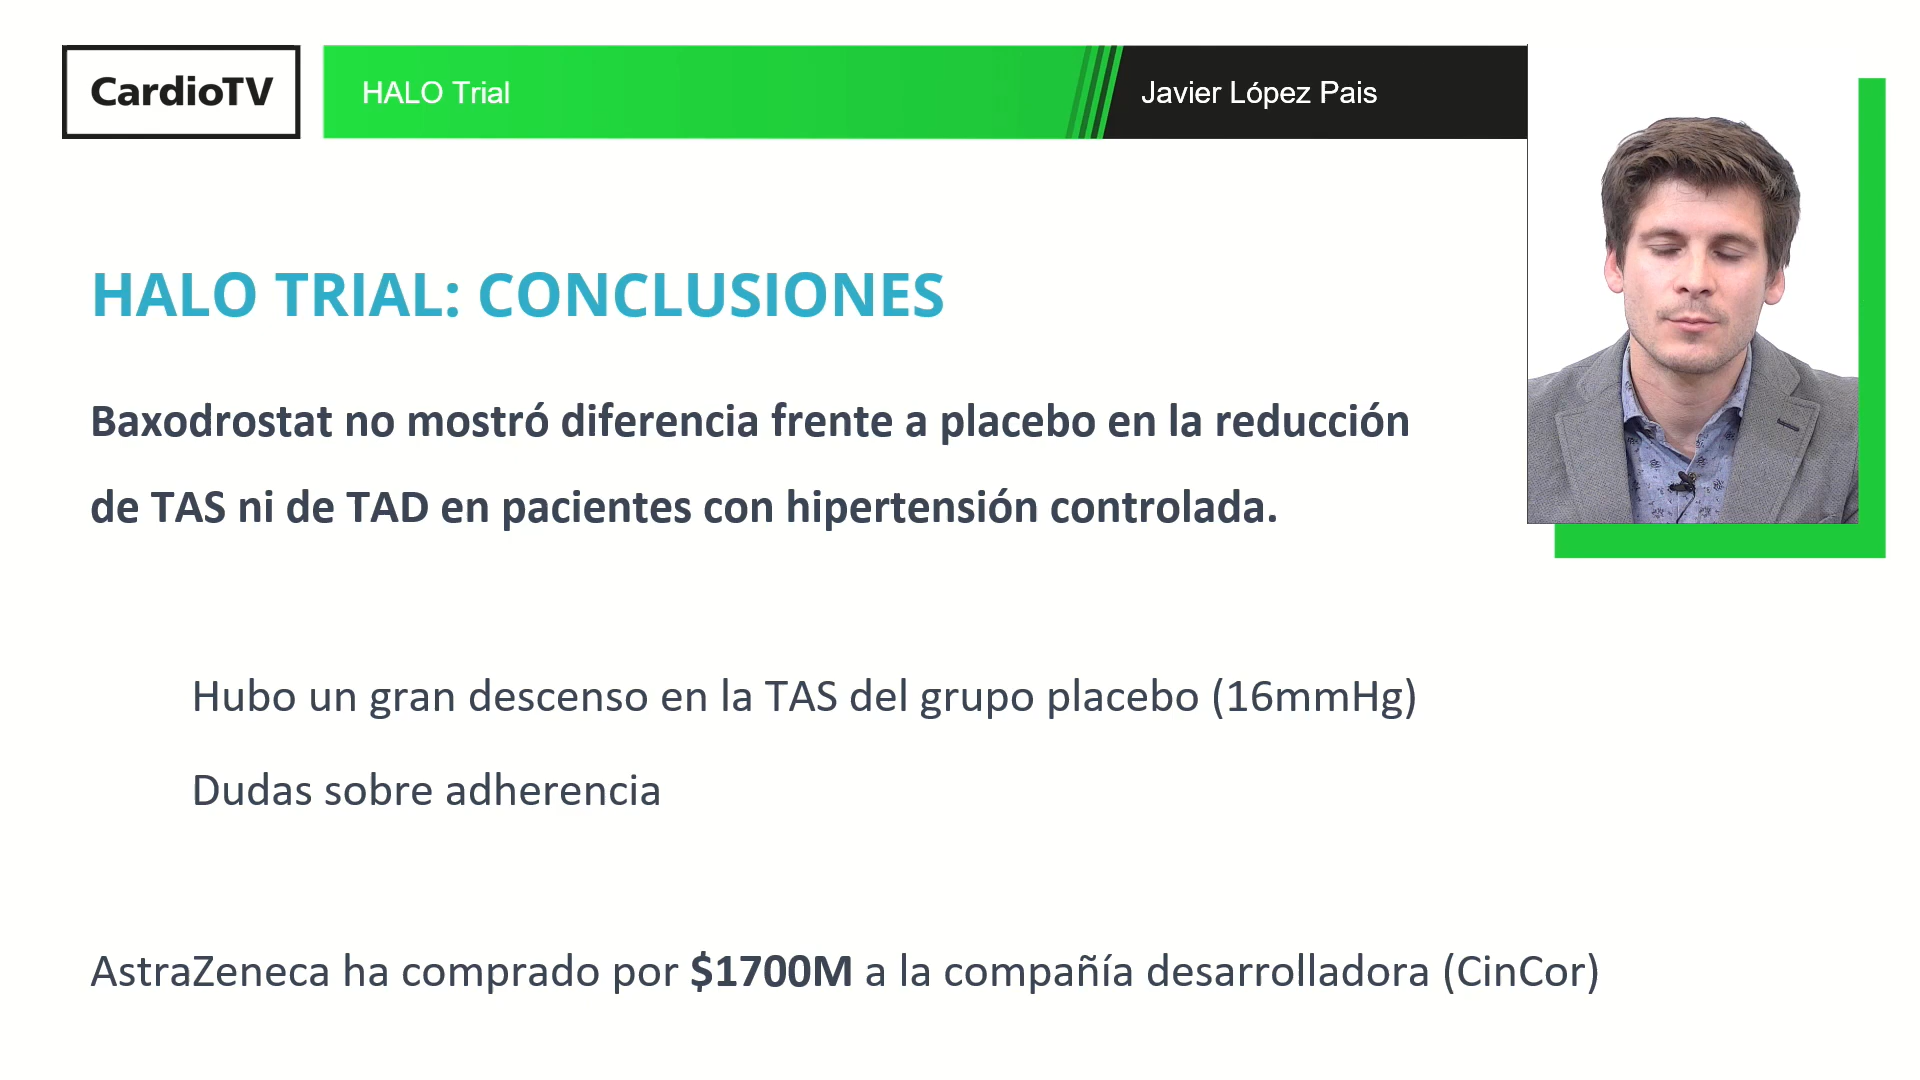 CardioTV
HALO Trial
Javier López Pais
HALO TRIAL: CONCLUSIONES
Baxodrostat no mostró diferencia frente a placebo en la reducción
de TAS ni de TAD en pacientes con hipertensión controlada.
Hubo un gran descenso en la TAS del grupo placebo (16mmHg)
Dudas sobre adherencia
AstraZeneca ha comprado por $1700M a la compañía desarrolladora (CinCor)